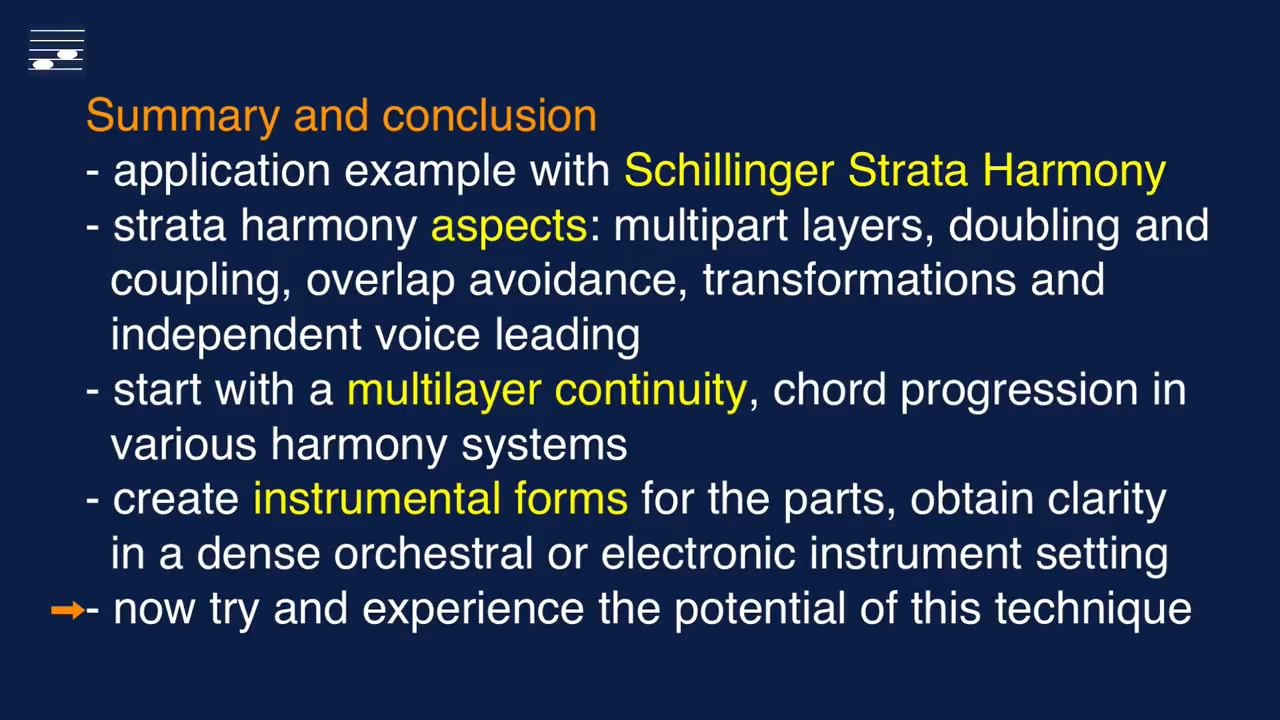 Summary and conclusion
- application example with Schillinger Strata Harmony
- strata harmony aspects: multipart layers, doubling and
coupling, overlap avoidance, transformations and
independent voice leading
- start with a multilayer continuity, chord progression in
various harmony systems
- create instrumental forms for the parts, obtain clarity
in a dense orchestral or electronic instrument setting
- now try and experience the potential of this technique